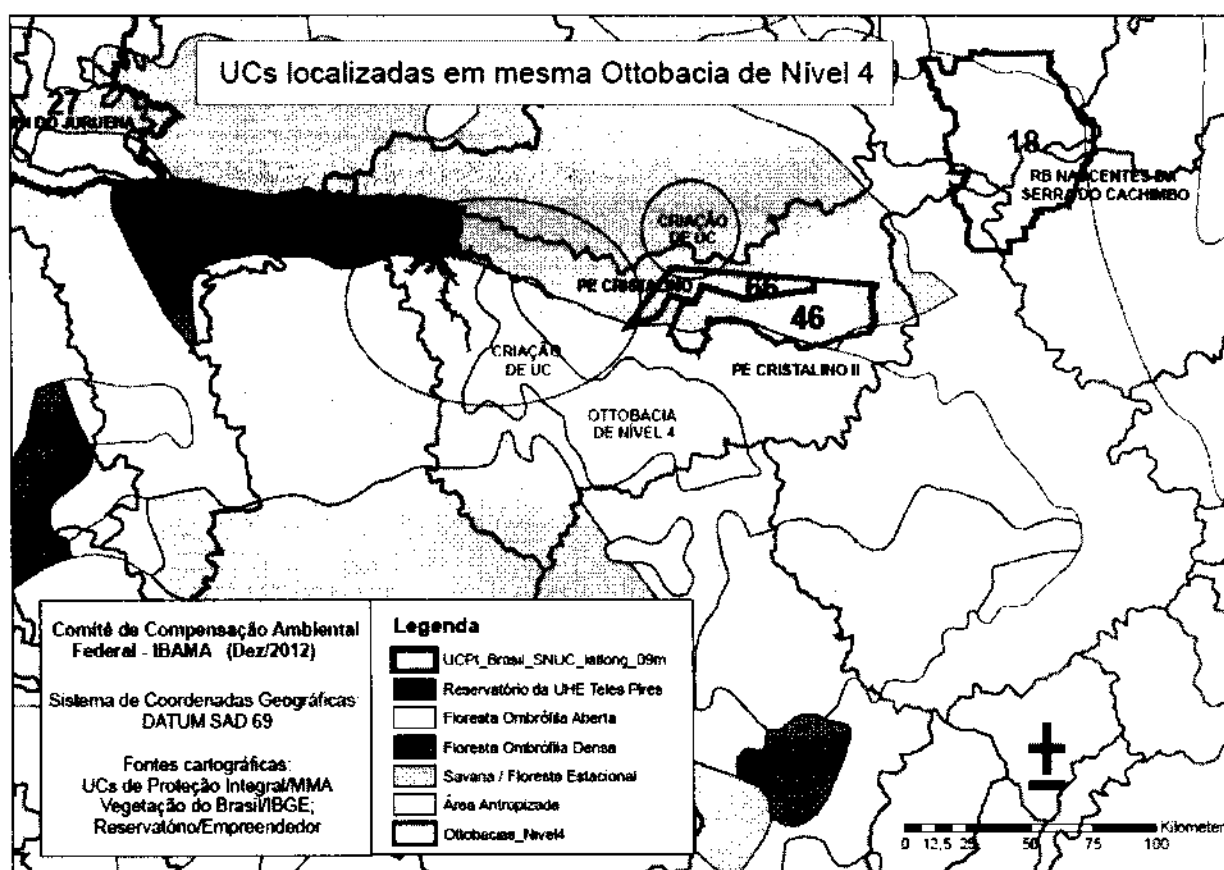 UCs localizadas em mesma Ottobacia de Nível 4
27
DO JURUENA
18
RB NASCENTES DA
SERRA DO CACHIMBO
CRIAÇÃO
DE UC
PE CRISTALINO
66
46
CRIAÇÃO
DE UC
PE CRISTALINO II
OTTOBACIA
DE NÍVEL 4
Comitê de Compensação Ambiental
Federal - IBAMA (Dez/2012)
Sistema de Coordenadas Geográficas:
DATUM SAD 69
Fontes cartográficas:
UCs de Proteção Integral/MMA
Vegetação do Brasil/IBGE;
Reservatório/Empreendedor
Legenda
UCPI_Brasil_SNUC_latlong_09m
Reservatório da UHE Teles Pires
Floresta Ombrófila Aberta
Floresta Ombrófila Densa
Savana / Floresta Estacional
Área Antropizada
Ottobacias_Nivel4
Kilometer
0 12,5 25 50 75 100